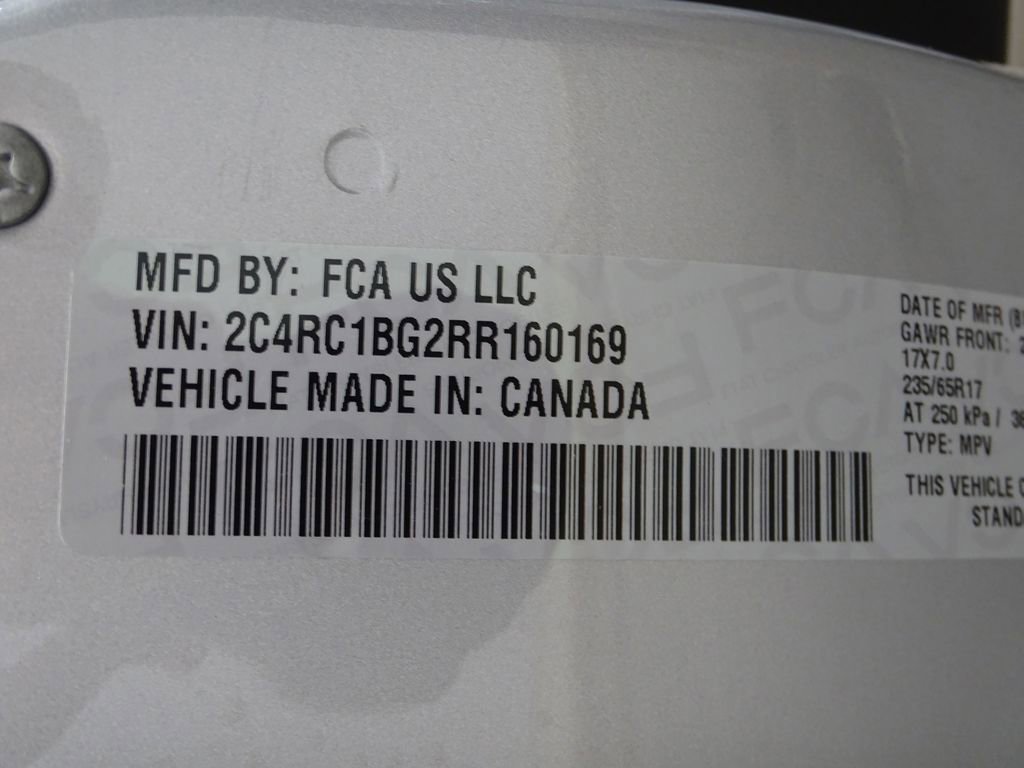 MFD BY: FCA US LLC
VIN: 2C4RC1BG2RR160169
VEHICLE MADE IN: CANADA
DATE OF MFR
GAWR FRONT:
17X7.0
235/65R17
AT 250 kPa /
TYPE: MPV
THIS VEHICLE